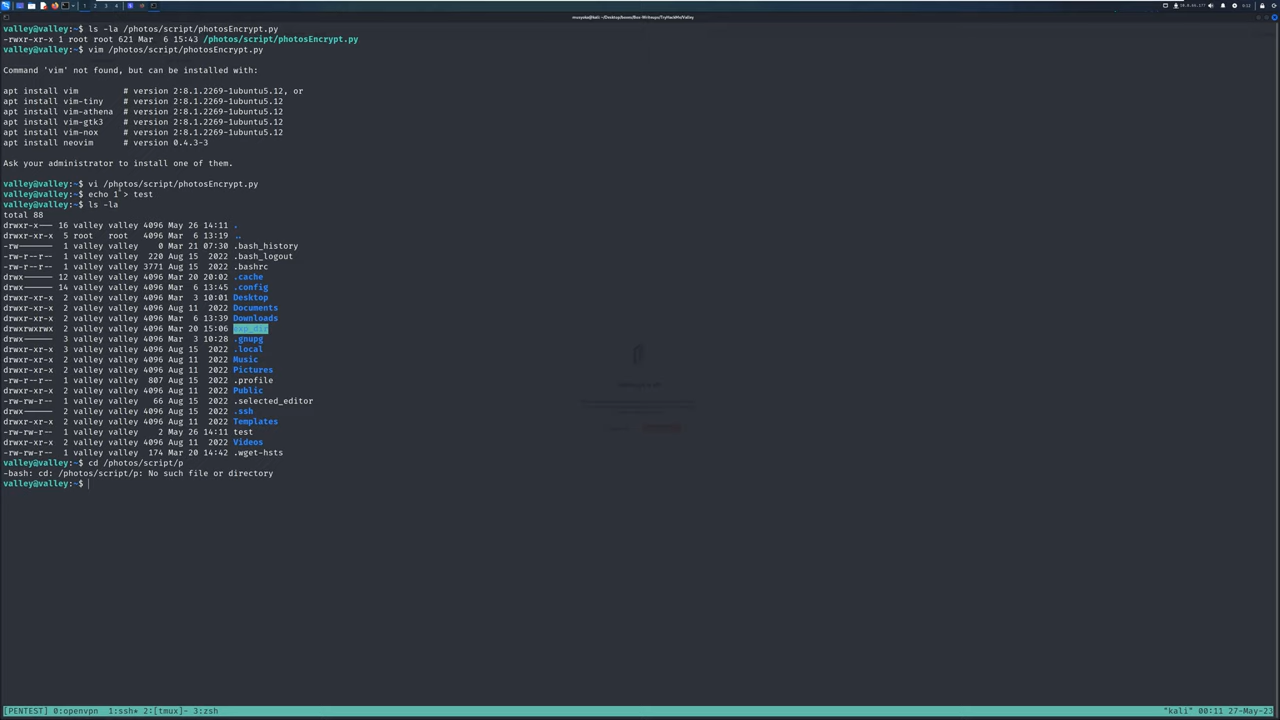 musyoka@kali: ~/Desktop/boxes/Box-Writeups/TryHackMe/Valley
valley@valley:~$ ls -la /photos/script/photosEncrypt.py
-rwxr-xr-x 1 root root 621 Mar  6 15:43 /photos/script/photosEncrypt.py
valley@valley:~$ vim /photos/script/photosEncrypt.py
Command 'vim' not found, but can be installed with:
apt install vim         # version 2:8.1.2269-1ubuntu5.12, or
apt install vim-tiny    # version 2:8.1.2269-1ubuntu5.12
apt install vim-athena  # version 2:8.1.2269-1ubuntu5.12
apt install vim-gtk3    # version 2:8.1.2269-1ubuntu5.12
apt install vim-nox     # version 2:8.1.2269-1ubuntu5.12
apt install neovim      # version 0.4.3-3
Ask your administrator to install one of them.
valley@valley:~$ vi /photos/script/photosEncrypt.py
valley@valley:~$ echo 1 > test
valley@valley:~$ ls -la
total 88
drwxr-x--- 16 valley valley 4096 May 26 14:11 .
drwxr-xr-x  5 root   root   4096 Mar  6 13:19 ..
-rw-------  1 valley valley    0 Mar 21 07:30 .bash_history
-rw-r--r--  1 valley valley  220 Aug 15  2022 .bash_logout
-rw-r--r--  1 valley valley 3771 Aug 15  2022 .bashrc
drwx------ 12 valley valley 4096 Mar 20 20:02 .cache
drwx------ 14 valley valley 4096 Mar  6 13:45 .config
drwxr-xr-x  2 valley valley 4096 Mar  3 10:01 Desktop
drwxr-xr-x  2 valley valley 4096 Aug 11  2022 Documents
drwxr-xr-x  2 valley valley 4096 Mar  6 13:39 Downloads
drwxrwxrwx  2 valley valley 4096 Mar 20 15:06 exp_dir
drwx------  3 valley valley 4096 Mar  3 10:28 .gnupg
drwxr-xr-x  3 valley valley 4096 Aug 15  2022 .local
drwxr-xr-x  2 valley valley 4096 Aug 11  2022 Music
drwxr-xr-x  2 valley valley 4096 Aug 11  2022 Pictures
-rw-r--r--  1 valley valley  807 Aug 15  2022 .profile
drwxr-xr-x  2 valley valley 4096 Aug 11  2022 Public
-rw-rw-r--  1 valley valley   66 Aug 15  2022 .selected_editor
drwx------  2 valley valley 4096 Aug 15  2022 .ssh
drwxr-xr-x  2 valley valley 4096 Aug 11  2022 Templates
-rw-rw-r--  1 valley valley    2 May 26 14:11 test
drwxr-xr-x  2 valley valley 4096 Aug 11  2022 Videos
-rw-rw-r--  1 valley valley  174 Mar 20 14:42 .wget-hsts
valley@valley:~$ cd /photos/script/p
-bash: cd: /photos/script/p: No such file or directory
valley@valley:~$
[PENTEST] 0:openvpn  1:ssh* 2:[tmux]- 3:zsh "kali" 00:11 27-May-23